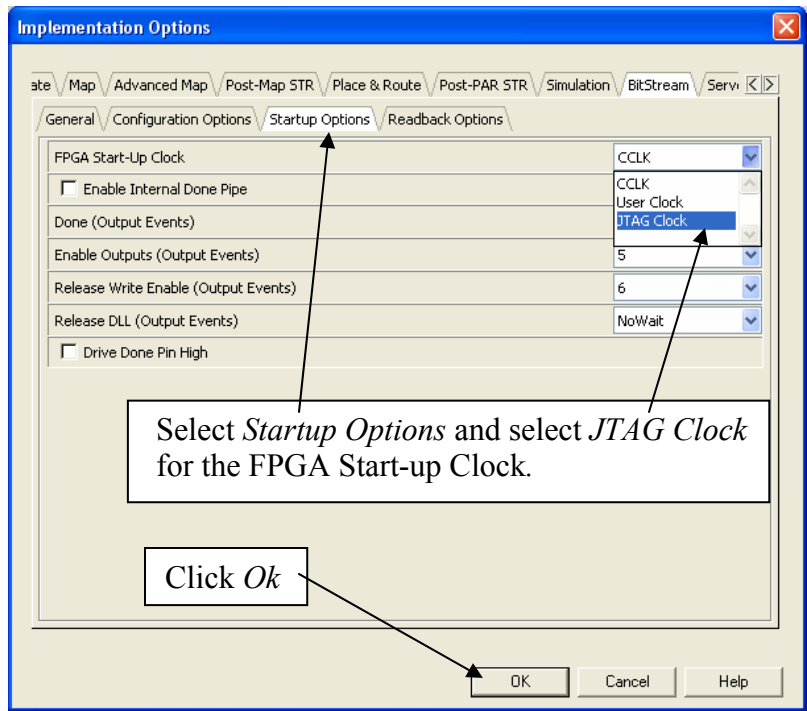 Implementation Options
ate Map Advanced Map Post-Map STR Place & Route Post-PAR STR Simulation BitStream Serv
General Configuration Options Startup Options Readback Options
FPGA Start-Up Clock CCLK
Enable Internal Done Pipe CCLK
User Clock
Done (Output Events) JTAG Clock
Enable Outputs (Output Events) 5
Release Write Enable (Output Events) 6
Release DLL (Output Events) NoWait
Drive Done Pin High
Select Startup Options and select JTAG Clock
for the FPGA Start-up Clock.
Click Ok
OK Cancel Help